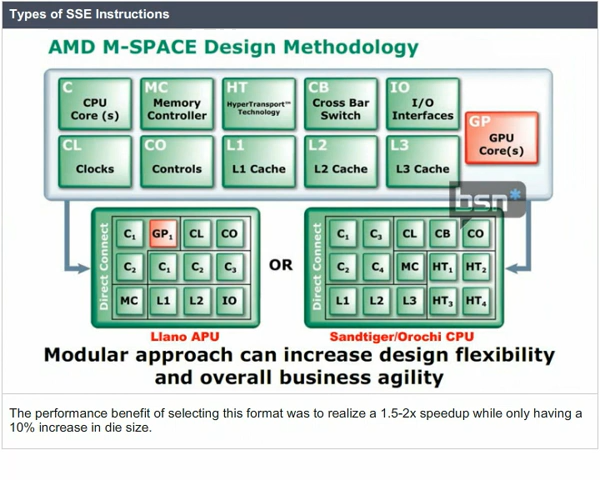 Types of SSE Instructions
AMD M-SPACE Design Methodology
C MC HT CB IO
CPU Core (s)
Memory Controller
HyperTransport™ Technology
Cross Bar Switch
I/O Interfaces
GP
GPU Core(s)
CL CO L1 L2 L3
Clocks Controls L1 Cache L2 Cache L3 Cache
bsn*
Direct Connect
C1 GP1 CL CO
C2 C1 C2 C3
MC L1 L2 IO
OR
Direct Connect
C1 C3 CL CB CO
C2 C4 MC HT1 HT2
L1 L2 L3 HT3 HT4
Llano APU
Sandtiger/Orochi CPU
Modular approach can increase design flexibility
and overall business agility
The performance benefit of selecting this format was to realize a 1.5-2x speedup while only having a
10% increase in die size.